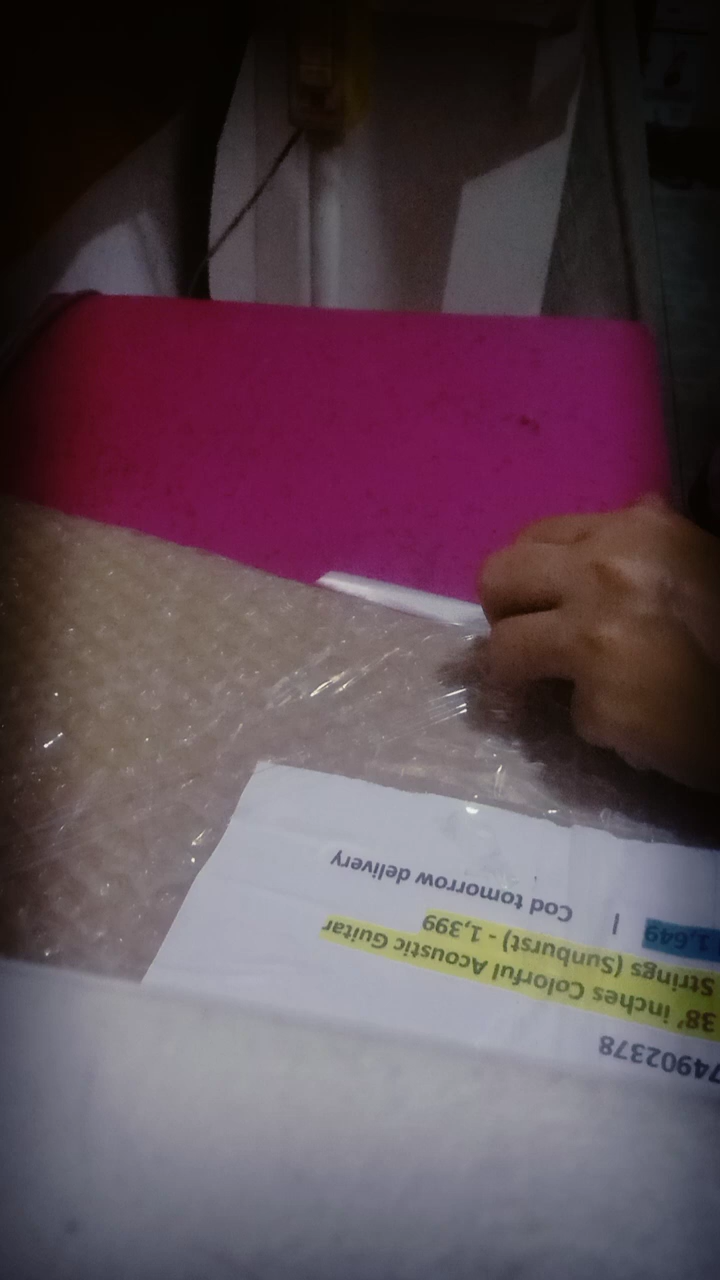 74902378
38' inches Colorful Acoustic Guitar
Strings (Sunburst) - 1,399
1,649 | Cod tomorrow delivery